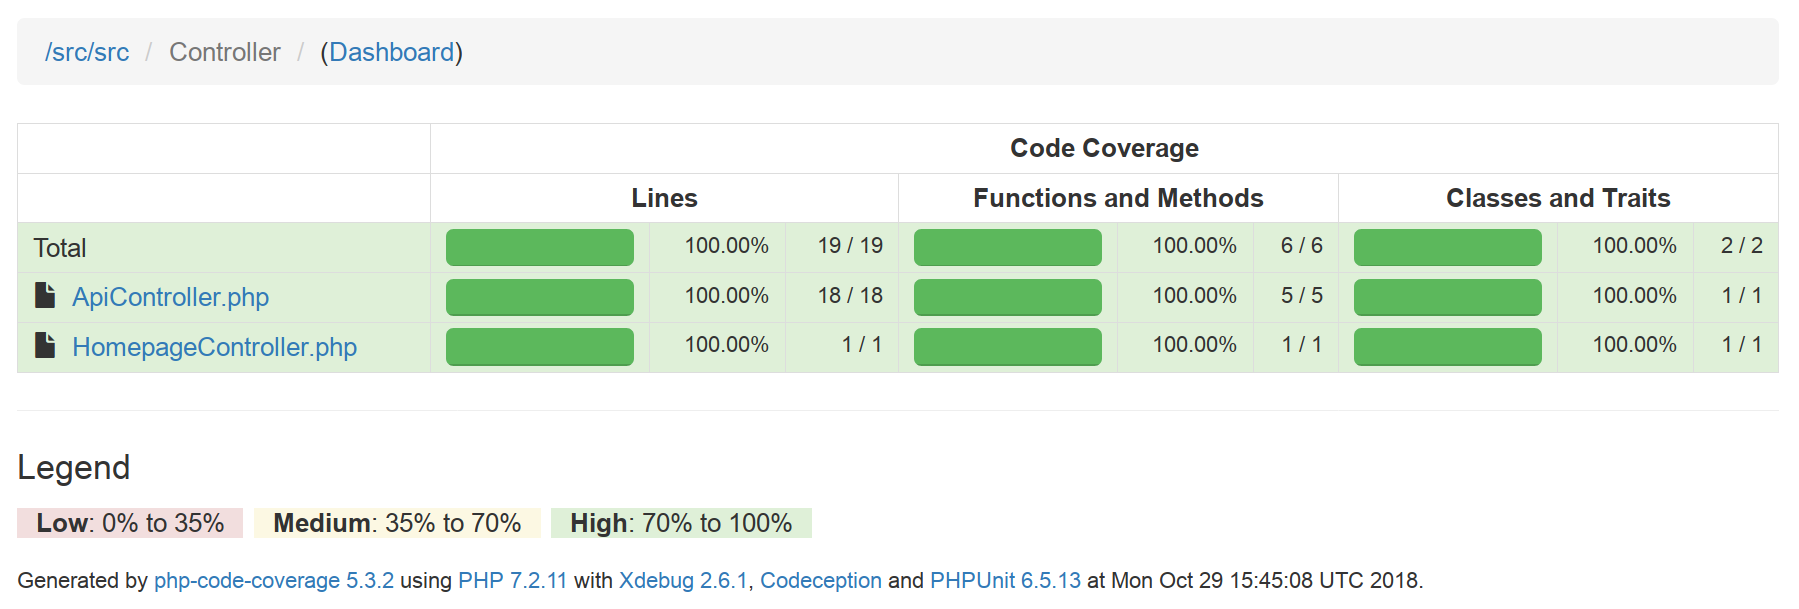 /src/src / Controller / (Dashboard)
Code Coverage
Lines Functions and Methods Classes and Traits
Total 100.00% 19 / 19 100.00% 6 / 6 100.00% 2 / 2
ApiController.php 100.00% 18 / 18 100.00% 5 / 5 100.00% 1 / 1
HomepageController.php 100.00% 1 / 1 100.00% 1 / 1 100.00% 1 / 1
Legend
Low: 0% to 35% Medium: 35% to 70% High: 70% to 100%
Generated by php-code-coverage 5.3.2 using PHP 7.2.11 with Xdebug 2.6.1, Codeception and PHPUnit 6.5.13 at Mon Oct 29 15:45:08 UTC 2018.